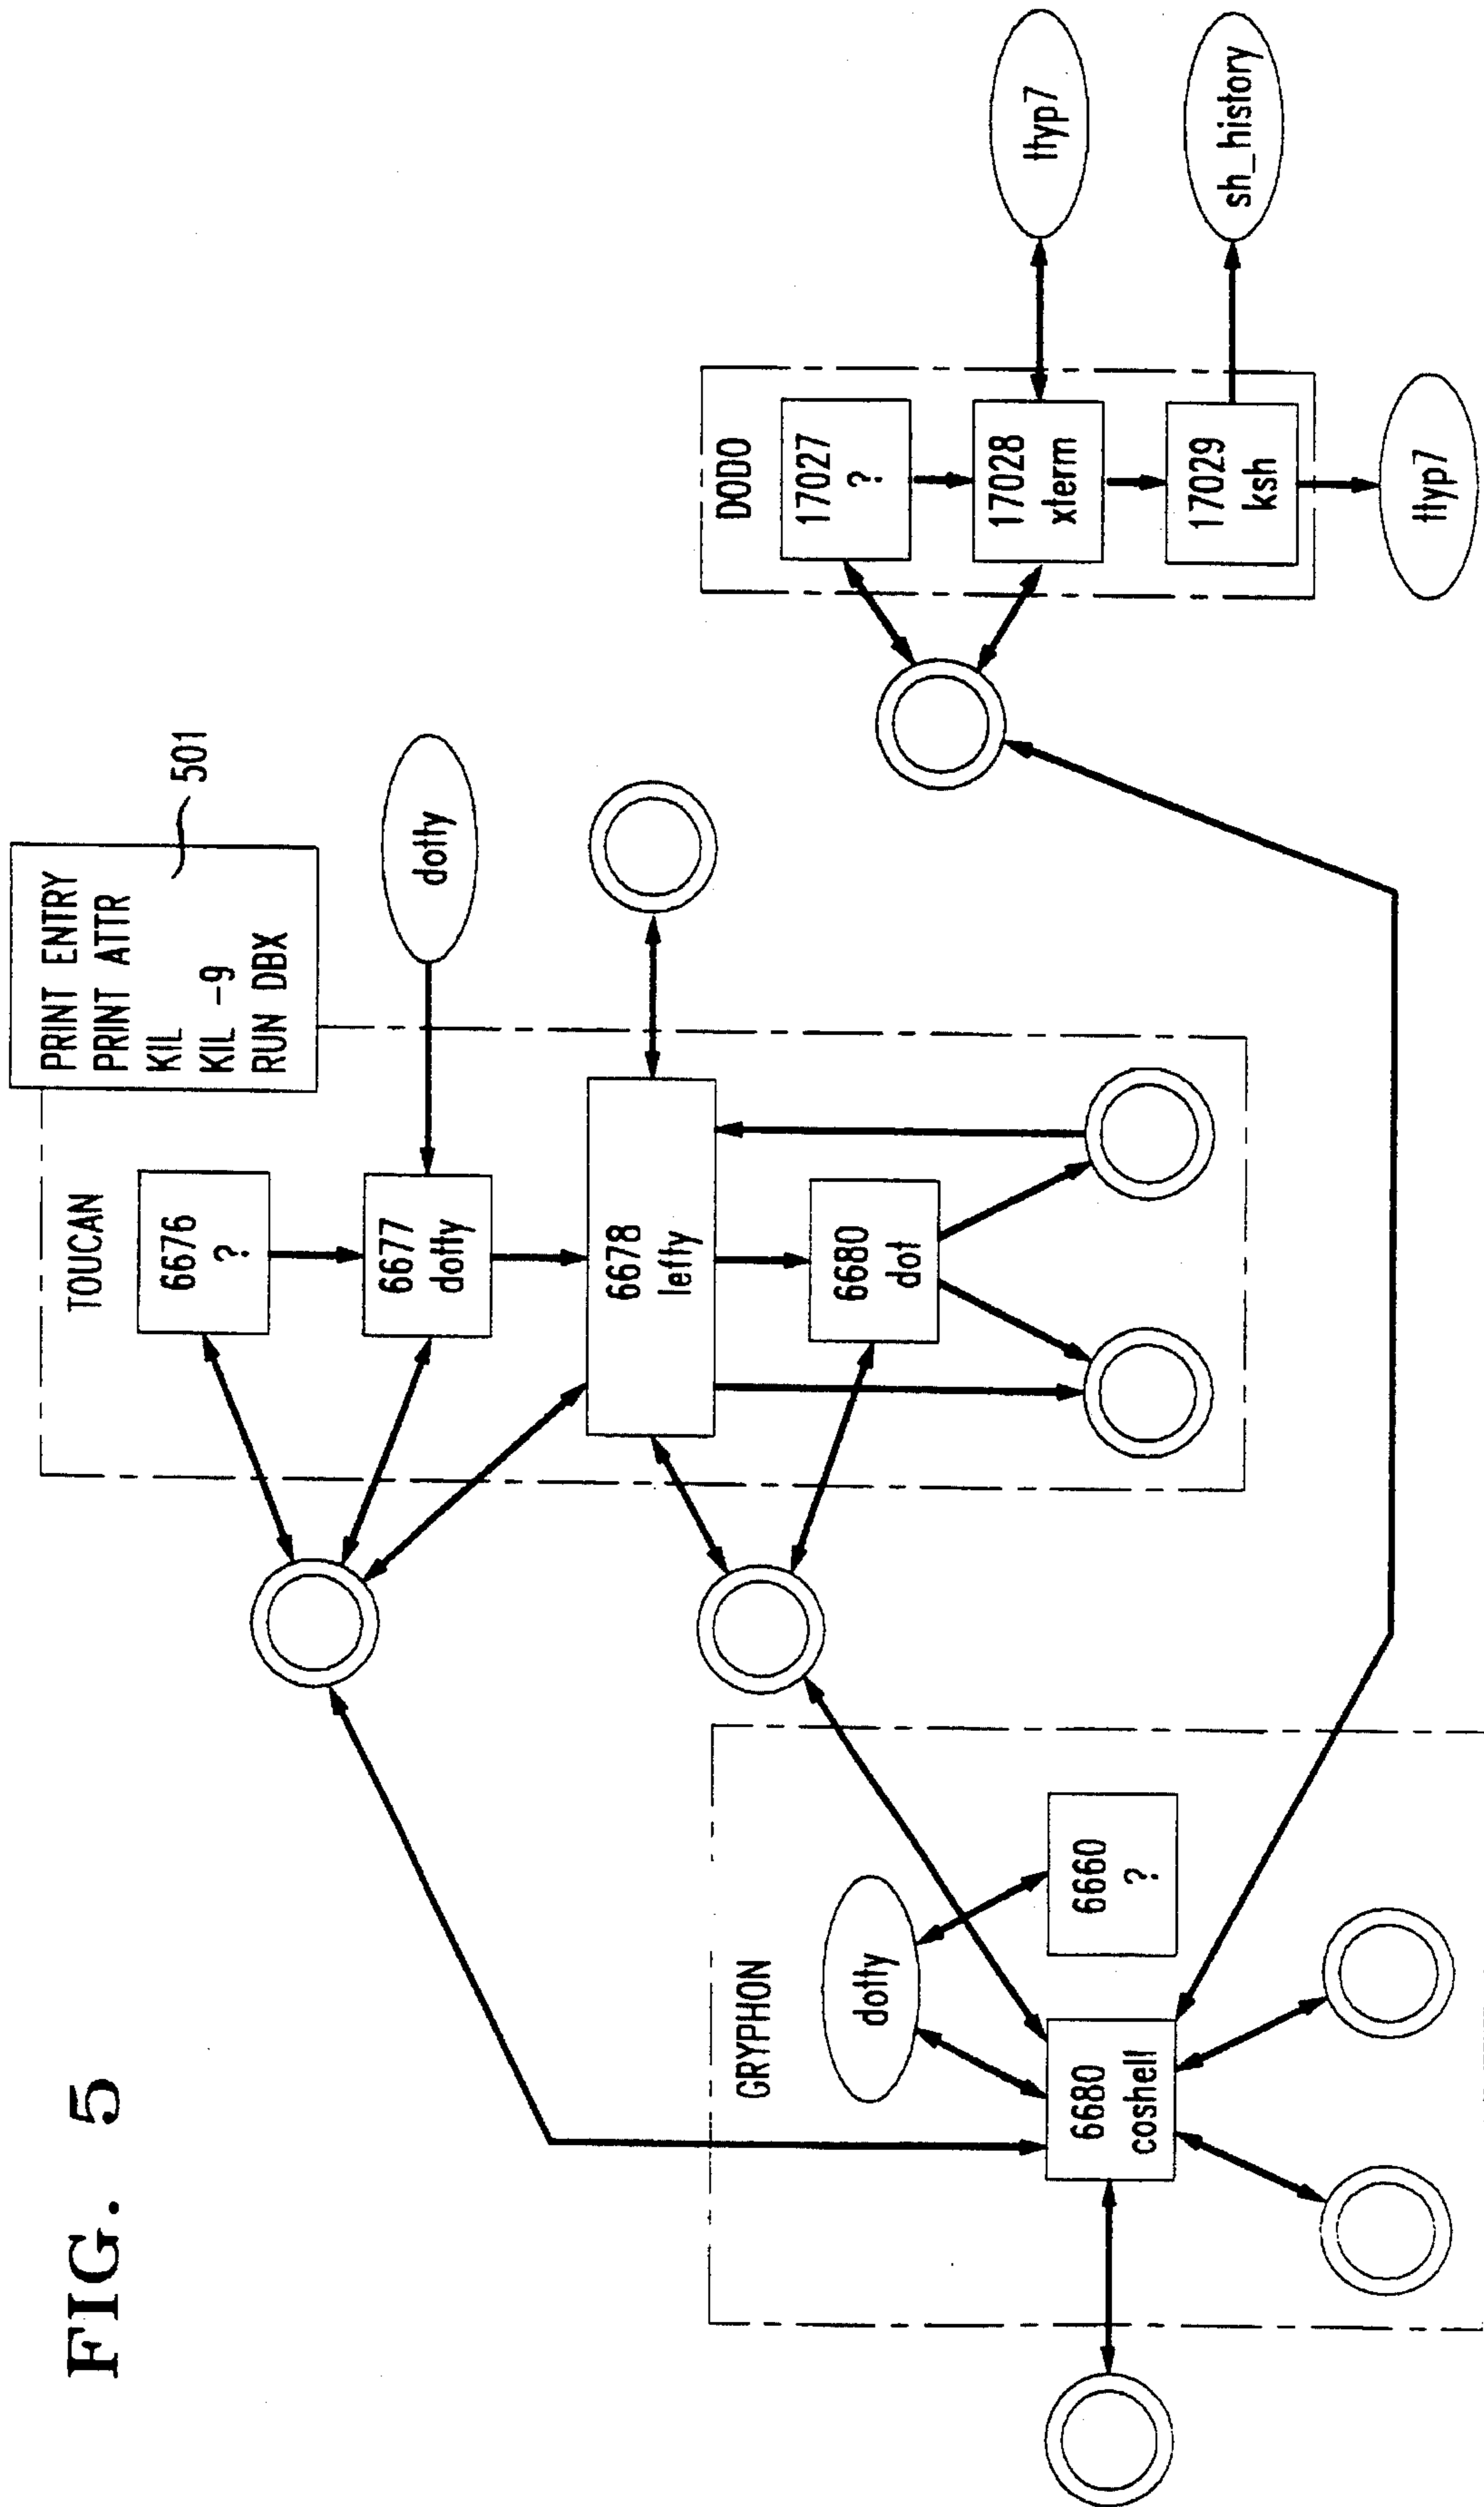 FIG. 5
PRINT ENTRY
PRINT ATTR
KIL
KIL -9
RUN DBX
501
TOUCAN
6676
?
6677
dotty
dotty
6678
lefty
6680
dot
GRYPHON
dotty
6660
?
6680
coshell
DODO
17027
?
17028
xterm
ttyp7
17029
ksh
sh_history
ttyp7